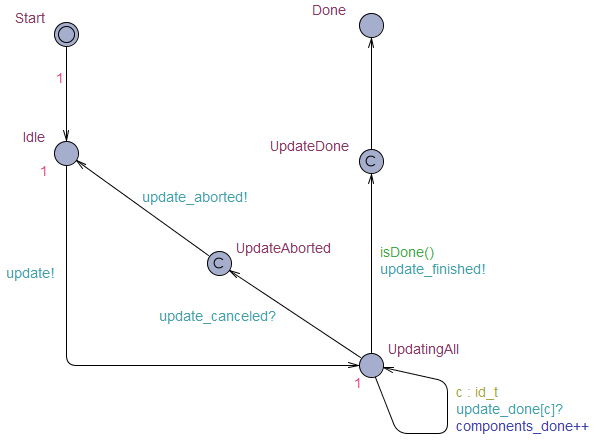 Start
Done
1
Idle
UpdateDone
C
1
update_aborted!
isDone()
UpdateAborted
C
update!
update_finished!
update_canceled?
UpdatingAll
1
c : id_t
update_done[c]?
components_done++